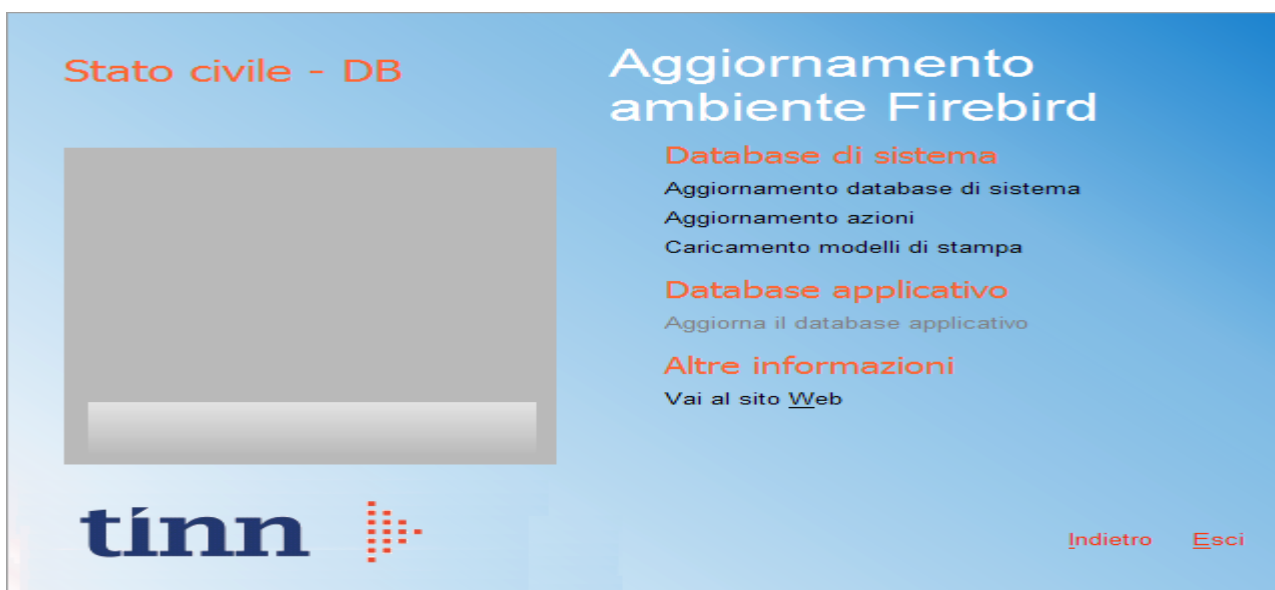 Stato civile - DB
Aggiornamento
ambiente Firebird
Database di sistema
Aggiornamento database di sistema
Aggiornamento azioni
Caricamento modelli di stampa
Database applicativo
Aggiorna il database applicativo
Altre informazioni
Vai al sito Web
tinn
Indietro Esci